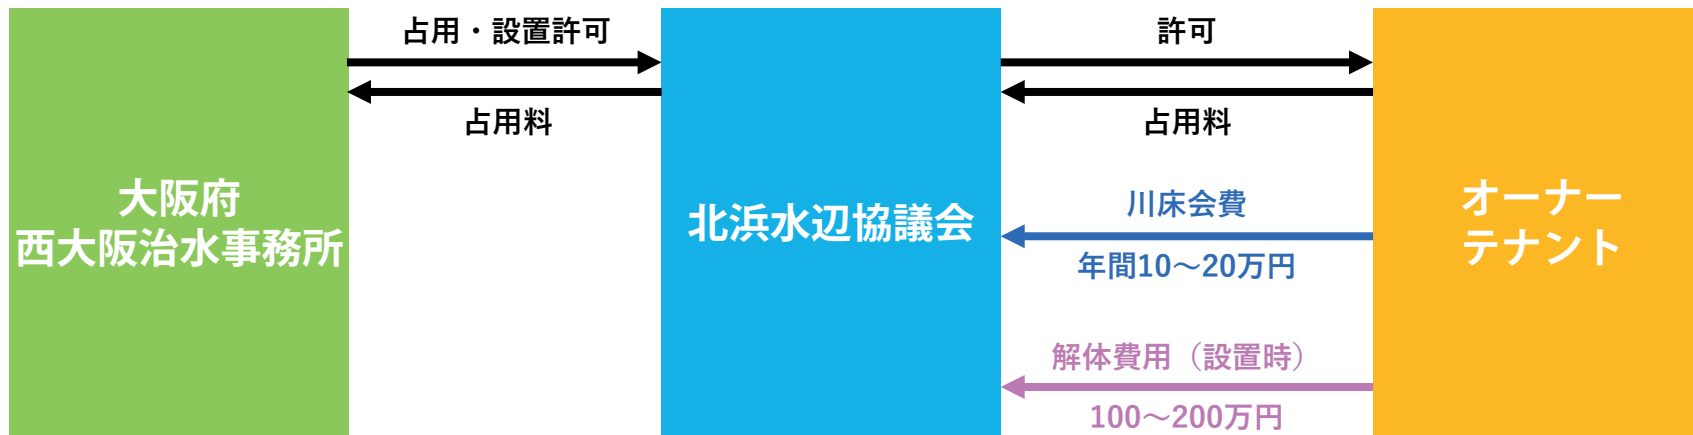 占用・設置許可
占用料
大阪府
西大阪治水事務所
北浜水辺協議会
許可
占用料
川床会費
年間10〜20万円
解体費用（設置時）
100〜200万円
オーナー
テナント